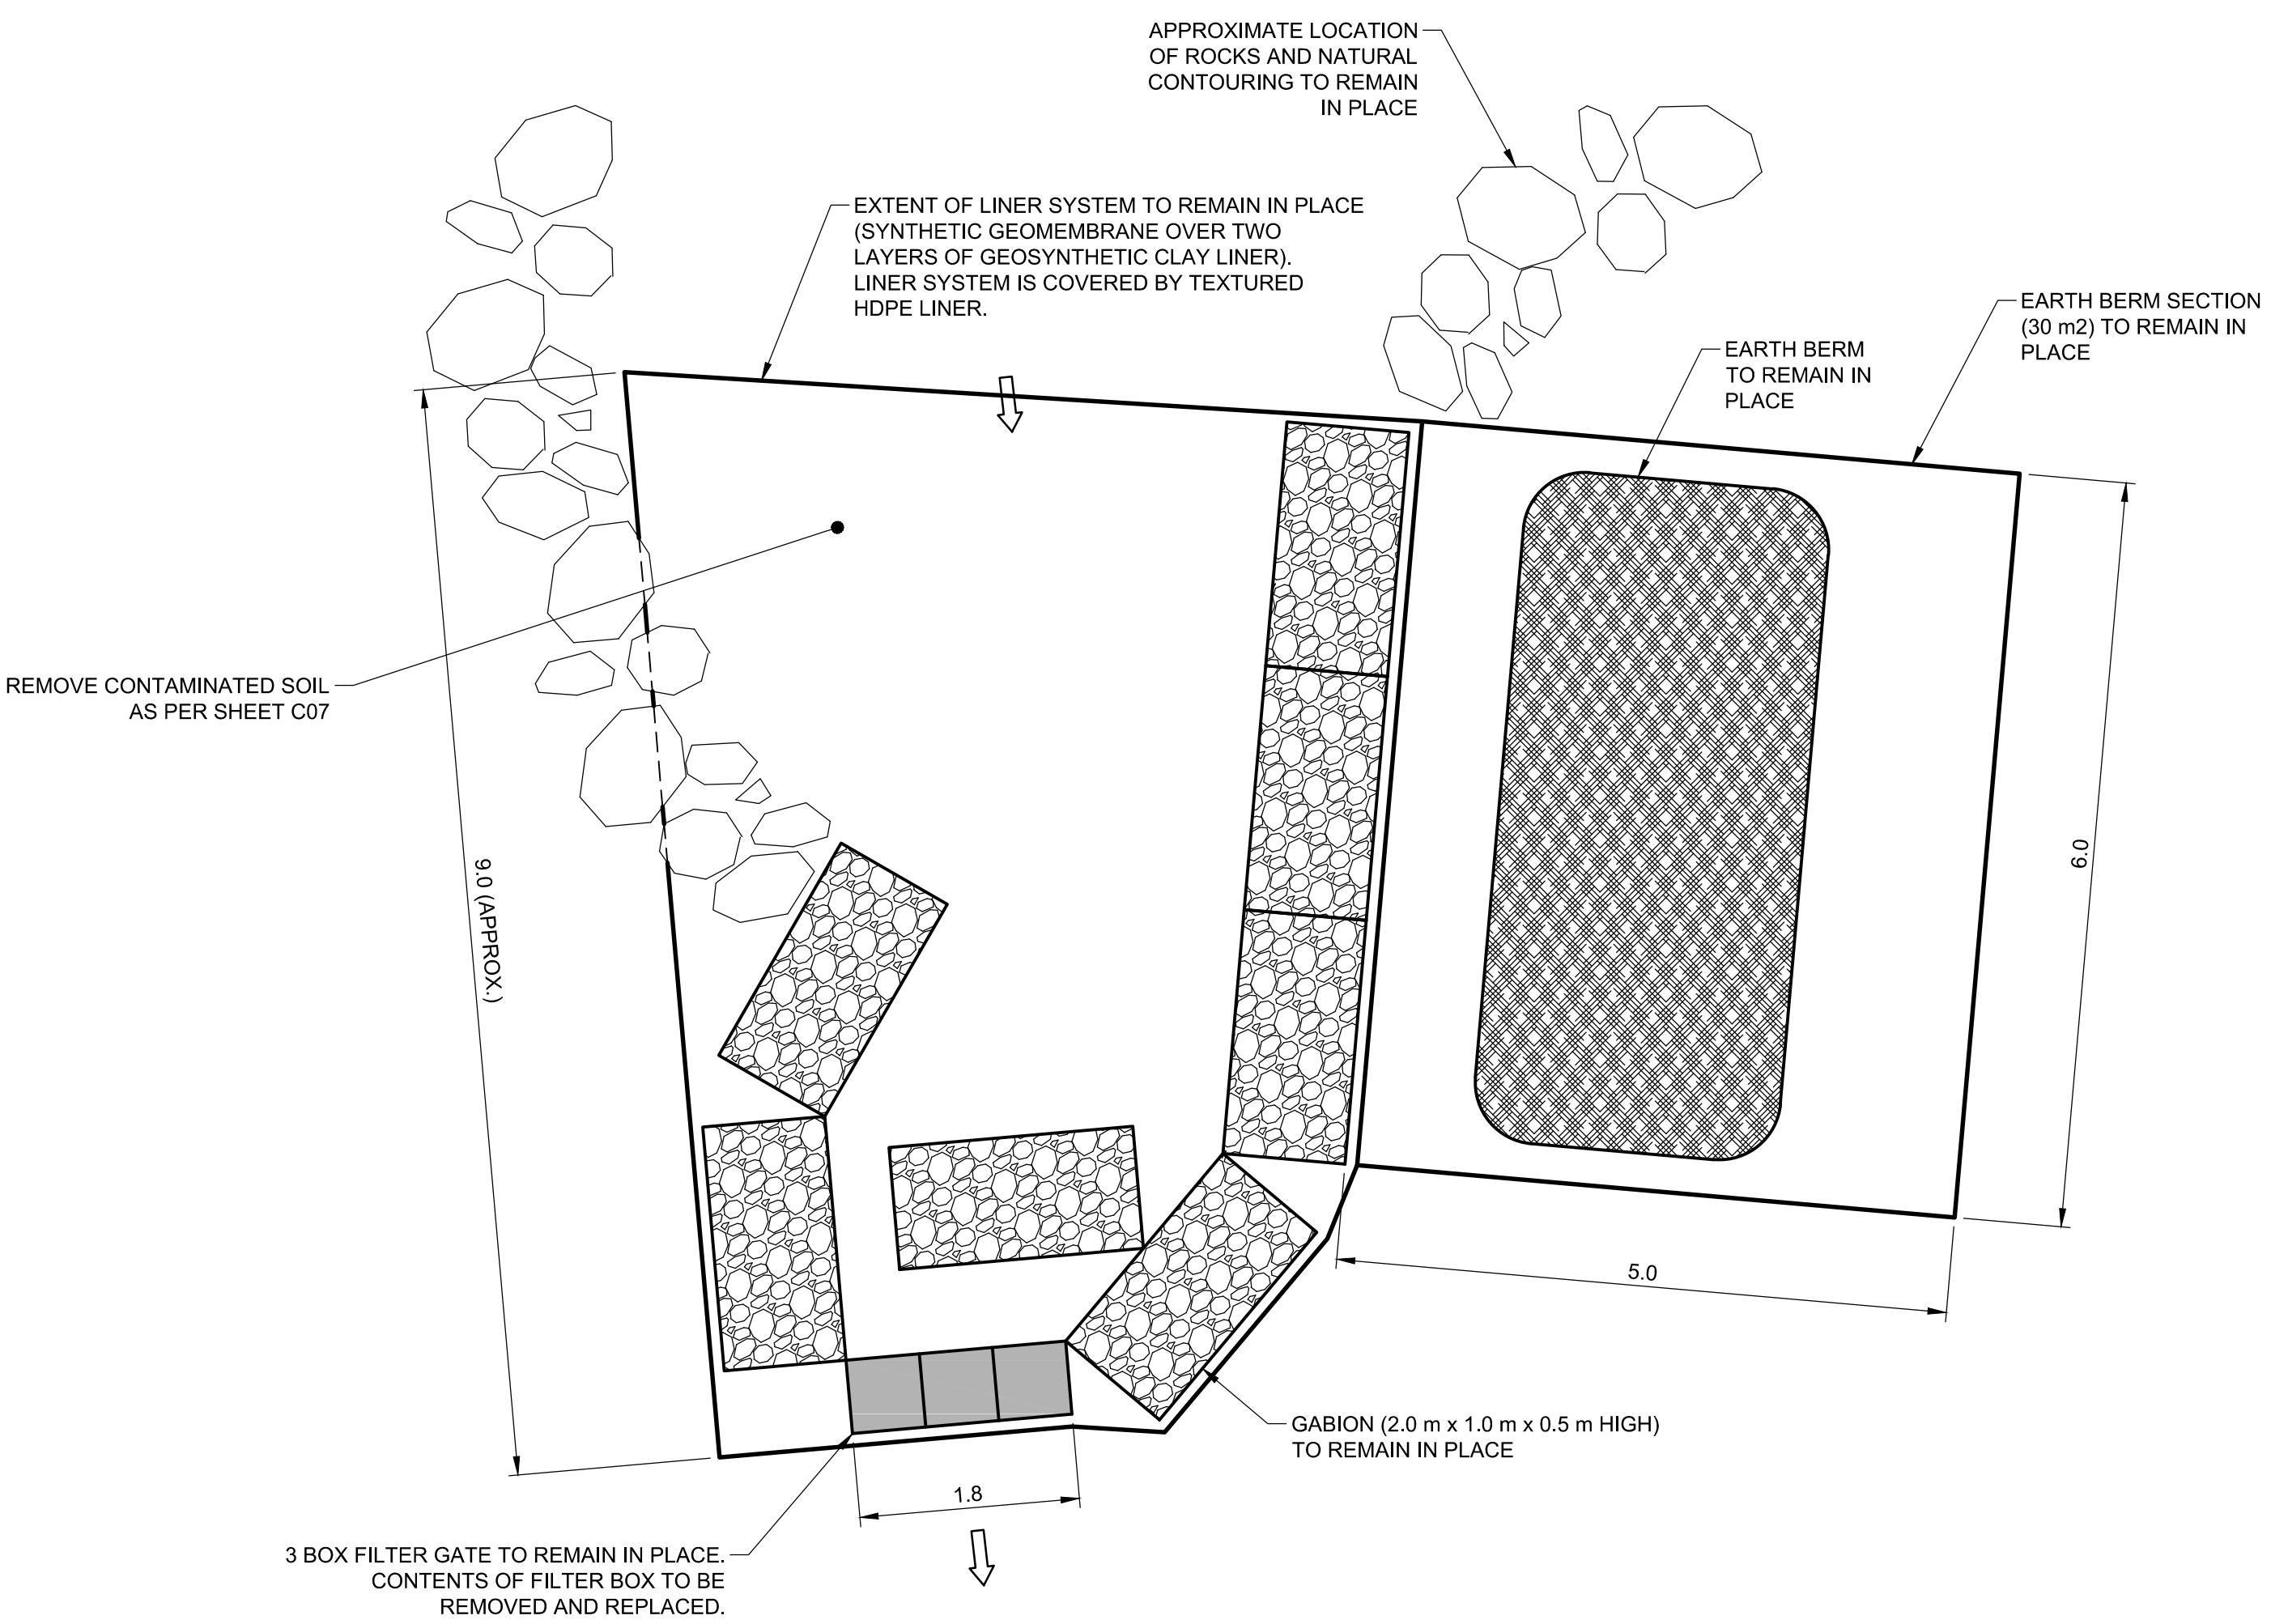 APPROXIMATE LOCATION
OF ROCKS AND NATURAL
CONTOURING TO REMAIN
IN PLACE
EXTENT OF LINER SYSTEM TO REMAIN IN PLACE
(SYNTHETIC GEOMEMBRANE OVER TWO
LAYERS OF GEOSYNTHETIC CLAY LINER).
LINER SYSTEM IS COVERED BY TEXTURED
HDPE LINER.
EARTH BERM SECTION
(30 m2) TO REMAIN IN
PLACE
EARTH BERM
TO REMAIN IN
PLACE
REMOVE CONTAMINATED SOIL
AS PER SHEET C07
9.0 (APPROX.)
6.0
5.0
GABION (2.0 m x 1.0 m x 0.5 m HIGH)
TO REMAIN IN PLACE
1.8
3 BOX FILTER GATE TO REMAIN IN PLACE.
CONTENTS OF FILTER BOX TO BE
REMOVED AND REPLACED.